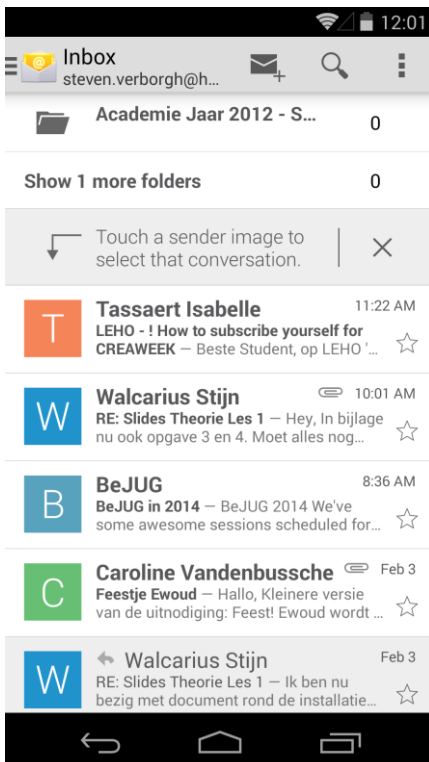 12:01
Inbox
steven.verborgh@h...
Academie Jaar 2012 - S...
0
Show 1 more folders
0
Touch a sender image to
select that conversation.
T
Tassaert Isabelle
11:22 AM
LEHO - ! How to subscribe yourself for
CREAWEEK — Beste Student, op LEHO '...
W
Walcarius Stijn
10:01 AM
RE: Slides Theorie Les 1 — Hey, In bijlage
nu ook opgave 3 en 4. Moet alles nog...
B
BeJUG
8:36 AM
BeJUG in 2014 — BeJUG 2014 We've
some awesome sessions scheduled for...
C
Caroline Vandenbussche
Feb 3
Feestje Ewoud — Hallo, Kleinere versie
van de uitnodiging: Feest! Ewoud wordt ...
W
Walcarius Stijn
Feb 3
RE: Slides Theorie Les 1 — Ik ben nu
bezig met document rond de installatie...